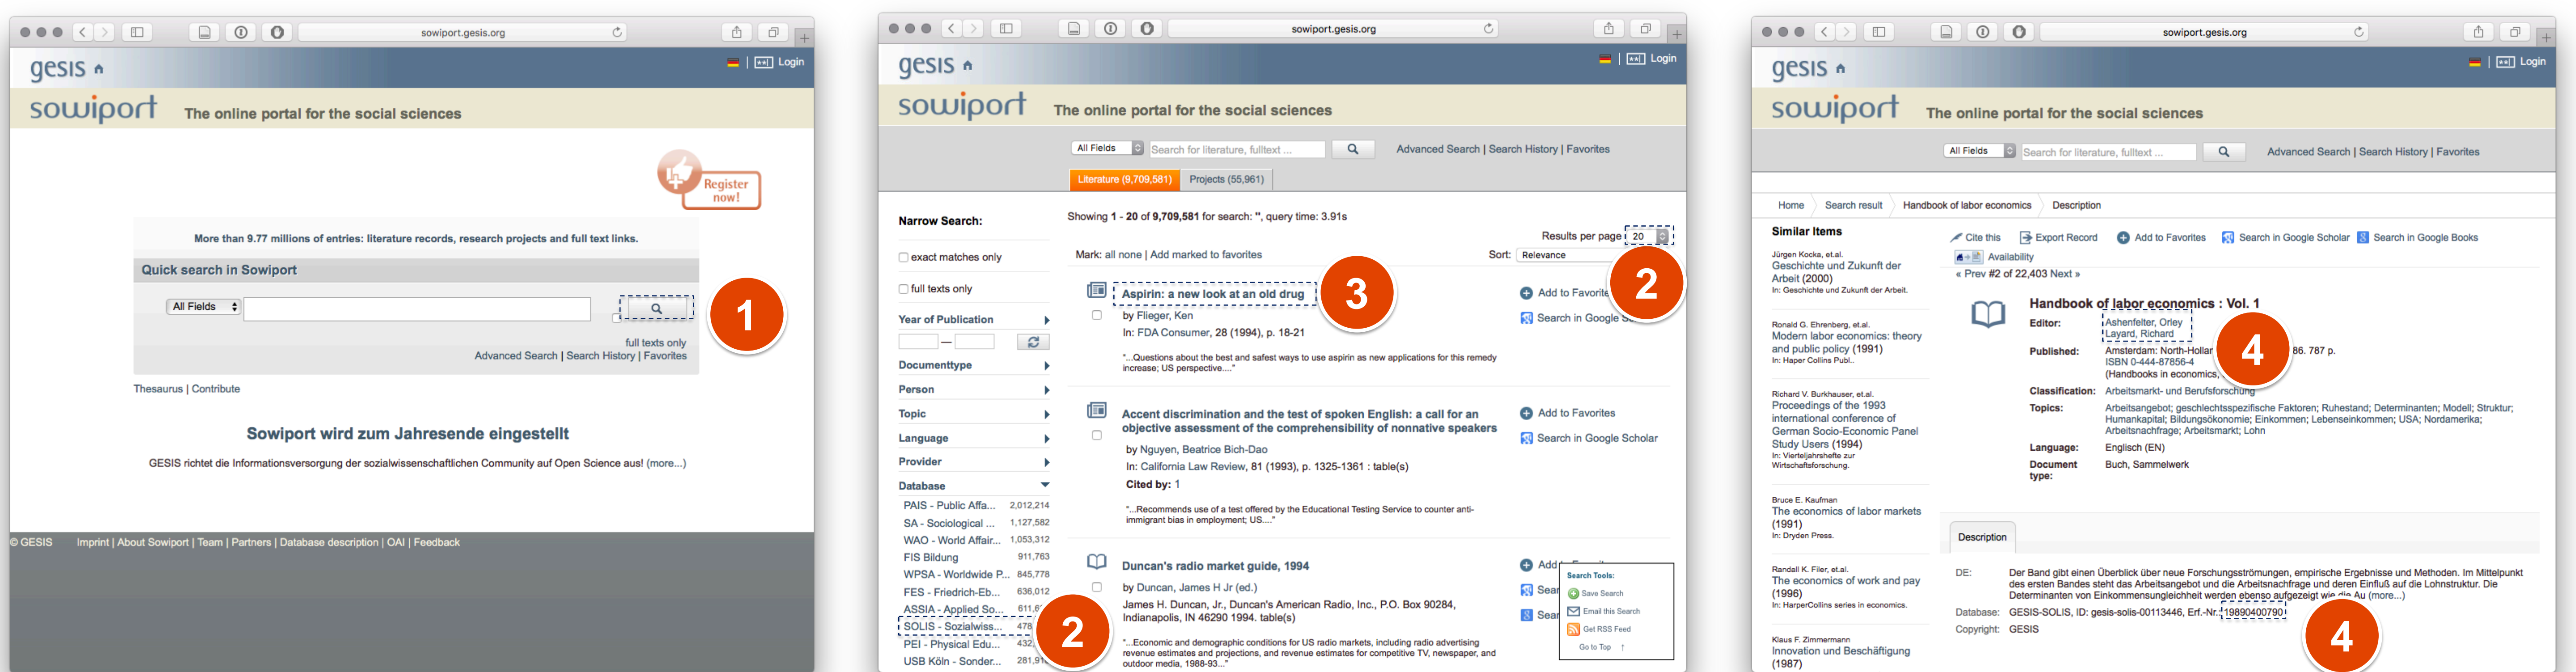 sowiport.gesis.org
gesis
Login
sowiport The online portal for the social sciences
Register now!
More than 9.77 millions of entries: literature records, research projects and full text links.
Quick search in Sowiport
All Fields
1
full texts only
Advanced Search | Search History | Favorites
Thesaurus | Contribute
Sowiport wird zum Jahresende eingestellt
GESIS richtet die Informationsversorgung der sozialwissenschaftlichen Community auf Open Science aus! (more...)
© GESIS Imprint | About Sowiport | Team | Partners | Database description | OAI | Feedback
sowiport.gesis.org
gesis
Login
sowiport The online portal for the social sciences
All Fields Search for literature, fulltext ... Advanced Search | Search History | Favorites
Literature (9,709,581) Projects (55,961)
Narrow Search:
exact matches only
full texts only
Year of Publication
—
Documenttype
Person
Topic
Language
Provider
Database
PAIS - Public Affa... 2,012,214
SA - Sociological ... 1,127,582
WAO - World Affair... 1,053,312
FIS Bildung 911,763
WPSA - Worldwide P... 845,778
FES - Friedrich-Eb... 636,012
ASSIA - Applied So...
SOLIS - Sozialwiss...
PEI - Physical Edu...
USB Köln - Sonder...
2
Showing 1 - 20 of 9,709,581 for search: '', query time: 3.91s
Results per page 20
Mark: all none | Add marked to favorites
Sort: Relevance
2
Aspirin: a new look at an old drug
3
by Flieger, Ken
In: FDA Consumer, 28 (1994), p. 18-21
"...Questions about the best and safest ways to use aspirin as new applications for this remedy
increase; US perspective...."
Add to Favorite
Search in Google
Accent discrimination and the test of spoken English: a call for an
objective assessment of the comprehensibility of nonnative speakers
by Nguyen, Beatrice Bich-Dao
In: California Law Review, 81 (1993), p. 1325-1361 : table(s)
Cited by: 1
"...Recommends use of a test offered by the Educational Testing Service to counter anti-
immigrant bias in employment; US...."
Add to Favorites
Search in Google Scholar
Duncan's radio market guide, 1994
by Duncan, James H Jr (ed.)
James H. Duncan, Jr., Duncan's American Radio, Inc., P.O. Box 90284,
Indianapolis, IN 46290 1994. table(s)
"...Economic and demographic conditions for US radio markets, including radio advertising
revenue estimates and projections, and revenue estimates for competitive TV, newspaper, and
outdoor media, 1988-93..."
Add
Sear
Sear
Search Tools:
Save Search
Email this Search
Get RSS Feed
Go to Top ↑
sowiport.gesis.org
gesis
Login
sowiport The online portal for the social sciences
All Fields Search for literature, fulltext ... Advanced Search | Search History | Favorites
Home Search result Handbook of labor economics Description
Similar Items
Jürgen Kocka, et.al.
Geschichte und Zukunft der
Arbeit (2000)
In: Geschichte und Zukunft der Arbeit.
Ronald G. Ehrenberg, et.al.
Modern labor economics: theory
and public policy (1991)
In: Haper Collins Publ..
Richard V. Burkhauser, et.al.
Proceedings of the 1993
international conference of
German Socio-Economic Panel
Study Users (1994)
In: Vierteljahrshefte zur
Wirtschaftsforschung.
Bruce E. Kaufman
The economics of labor markets
(1991)
In: Dryden Press.
Randall K. Filer, et.al.
The economics of work and pay
(1996)
In: HarperCollins series in economics.
Klaus F. Zimmermann
Innovation und Beschäftigung
(1987)
Cite this Export Record Add to Favorites Search in Google Scholar Search in Google Books
Availability
« Prev #2 of 22,403 Next »
Handbook of labor economics : Vol. 1
Editor: Ashenfelter, Orley
Layard, Richard
4
Published: Amsterdam: North-Hollar 86. 787 p.
ISBN 0-444-87856-4
(Handbooks in economics,
Classification: Arbeitsmarkt- und Berufsforschung
Topics: Arbeitsangebot; geschlechtsspezifische Faktoren; Ruhestand; Determinanten; Modell; Struktur;
Humankapital; Bildungsökonomie; Einkommen; Lebenseinkommen; USA; Nordamerika;
Arbeitsnachfrage; Arbeitsmarkt; Lohn
Language: Englisch (EN)
Document type: Buch, Sammelwerk
Description
DE: Der Band gibt einen Überblick über neue Forschungsströmungen, empirische Ergebnisse und Methoden. Im Mittelpunkt
des ersten Bandes steht das Arbeitsangebot und die Arbeitsnachfrage und deren Einfluß auf die Lohnstruktur. Die
Determinanten von Einkommensungleichheit werden ebenso aufgezeigt wie die Au (more...)
Database: GESIS-SOLIS, ID: gesis-solis-00113446, Erf.-Nr.: 19890400790
Copyright: GESIS
4